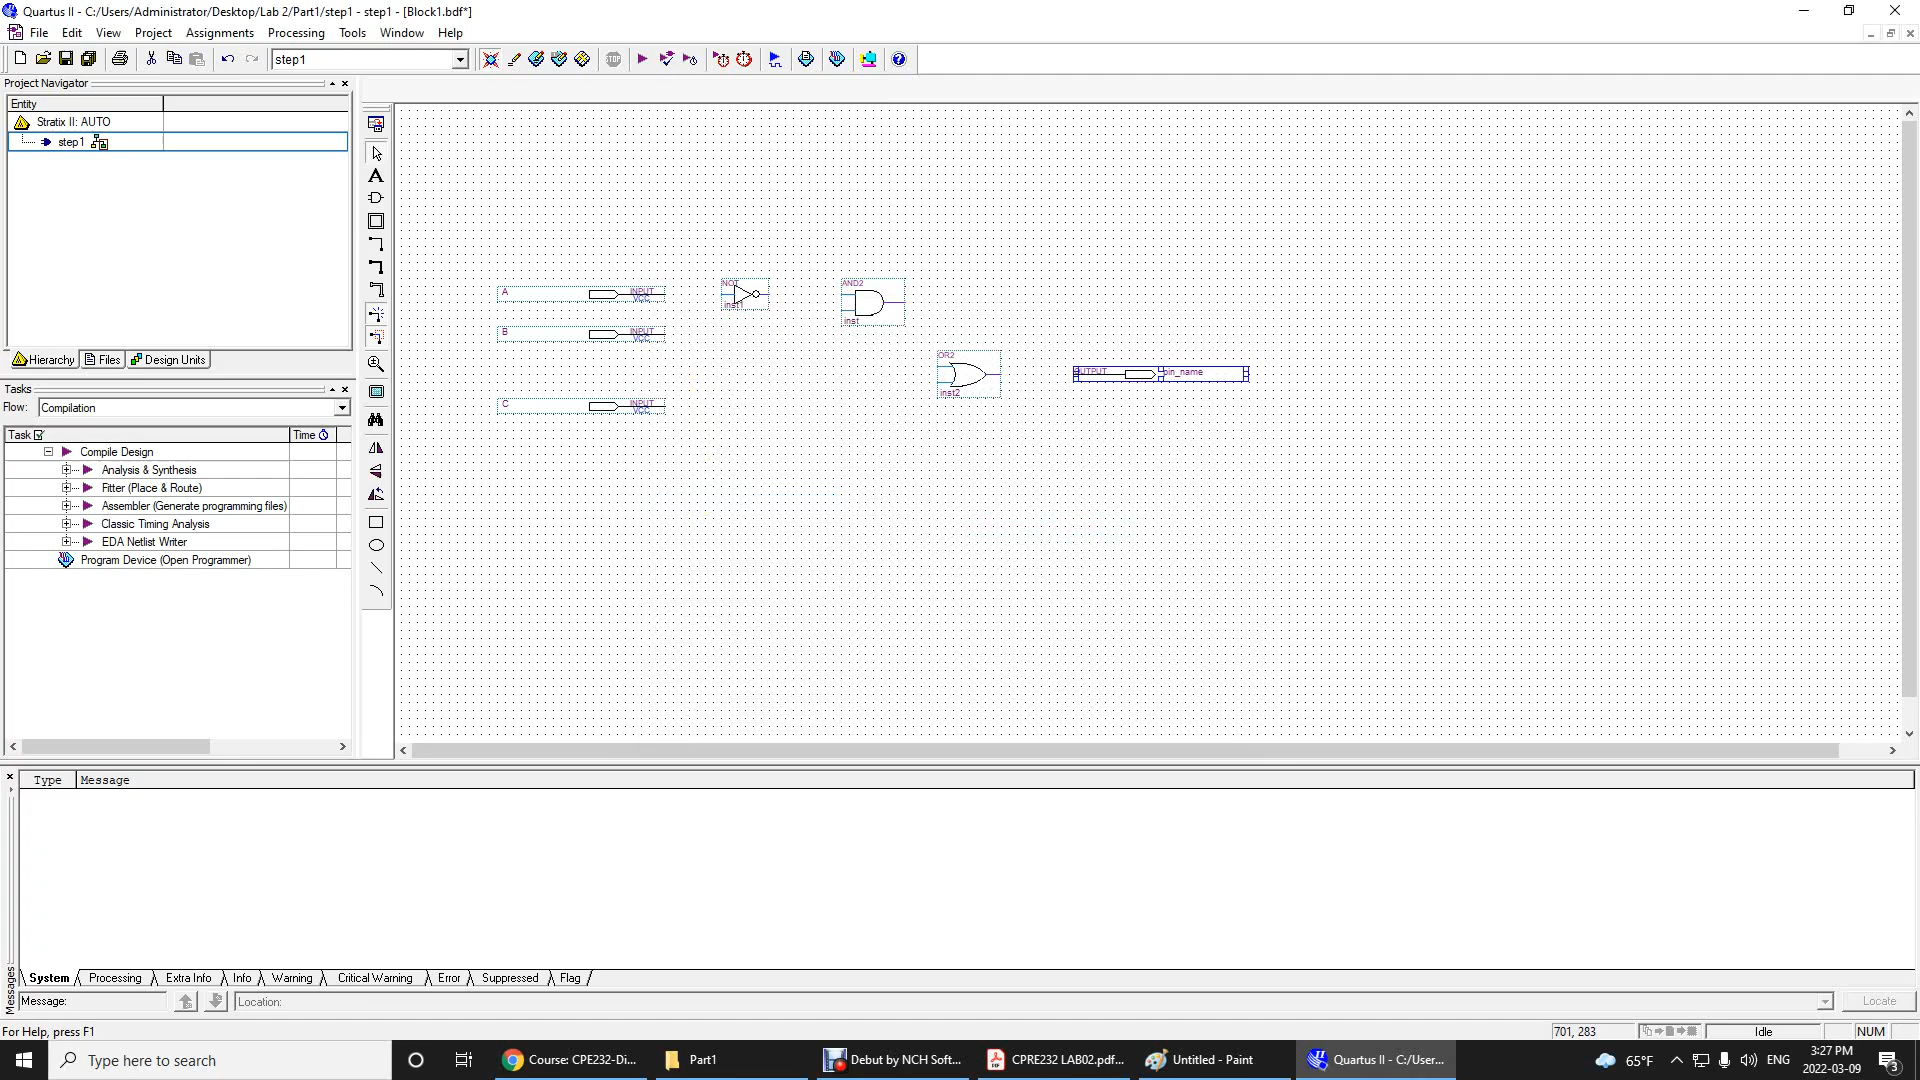 Quartus II - C:/Users/Administrator/Desktop/Lab 2/Part1/step1 - step1 - [Block1.bdf*]
File Edit View Project Assignments Processing Tools Window Help
step1
Project Navigator
Entity
Stratix II: AUTO
step1
Hierarchy Files Design Units
Tasks
Flow: Compilation
Task Time
Compile Design
Analysis & Synthesis
Fitter (Place & Route)
Assembler (Generate programming files)
Classic Timing Analysis
EDA Netlist Writer
Program Device (Open Programmer)
A INPUT VCC
B INPUT VCC
C INPUT VCC
NOT
inst1
AND2
inst
OR2
inst2
OUTPUT pin_name
Type Message
System Processing Extra Info Info Warning Critical Warning Error Suppressed Flag
Messages
Message: Location: Locate
For Help, press F1 701, 283 Idle NUM
Type here to search
Course: CPE232-Di...
Part1
Debut by NCH Soft...
CPRE232 LAB02.pdf...
Untitled - Paint
Quartus II - C:/User...
65°F ENG 3:27 PM
2022-03-09
3